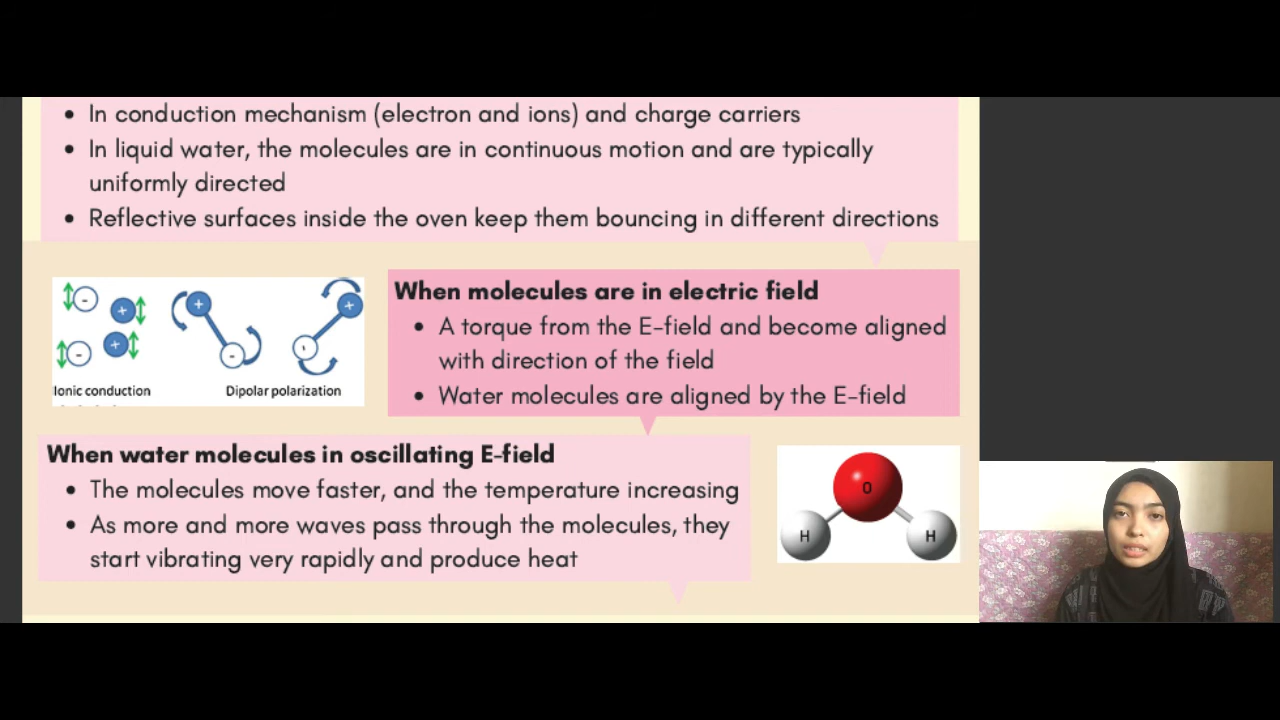 In conduction mechanism (electron and ions) and charge carriers
In liquid water, the molecules are in continuous motion and are typically
uniformly directed
Reflective surfaces inside the oven keep them bouncing in different directions
Ionic conduction
Dipolar polarization
When molecules are in electric field
A torque from the E-field and become aligned
with direction of the field
Water molecules are aligned by the E-field
When water molecules in oscillating E-field
The molecules move faster, and the temperature increasing
As more and more waves pass through the molecules, they
start vibrating very rapidly and produce heat
O
H H